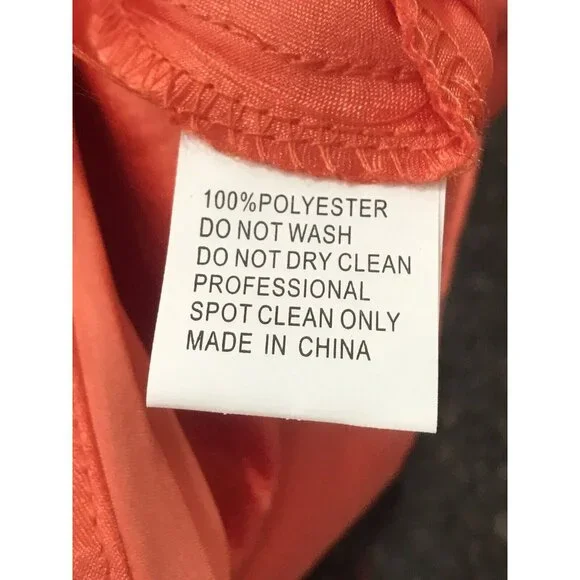 100%POLYESTER
DO NOT WASH
DO NOT DRY CLEAN
PROFESSIONAL
SPOT CLEAN ONLY
MADE IN CHINA